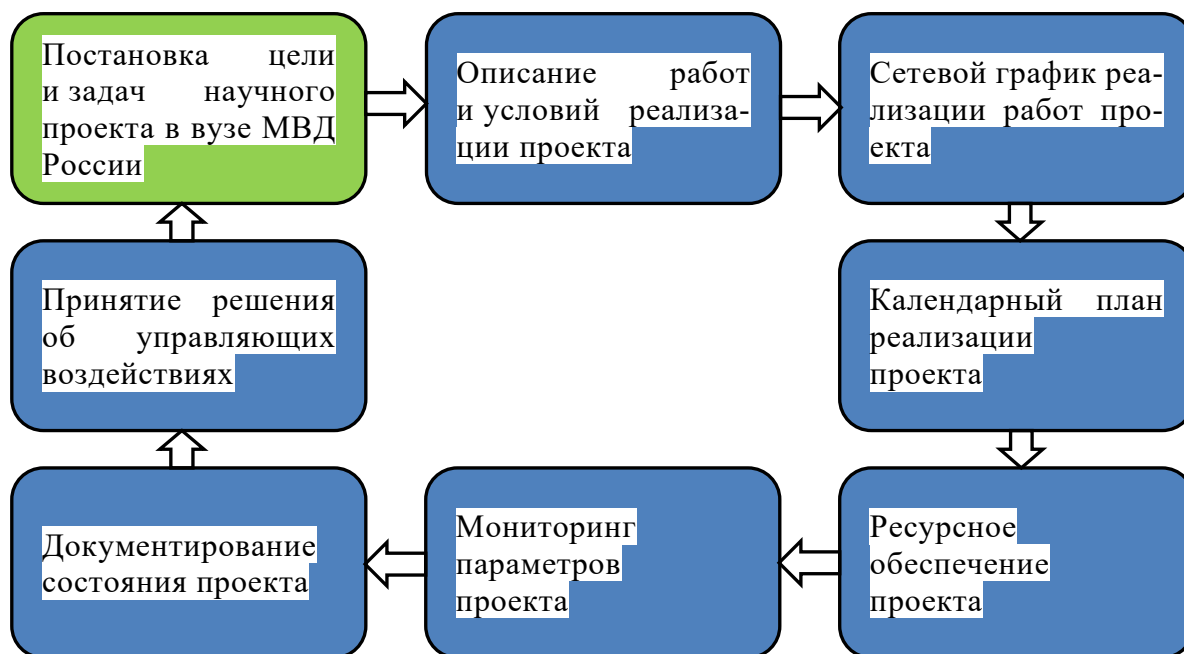 Постановка цели
и задач научного
проекта в вузе МВД
России
Описание работ
и условий реализа-
ции проекта
Сетевой график реа-
лизации работ про-
екта
Календарный план
реализации
проекта
Ресурсное
обеспечение
проекта
Мониторинг
параметров
проекта
Документирование
состояния проекта
Принятие решения
об управляющих
воздействиях